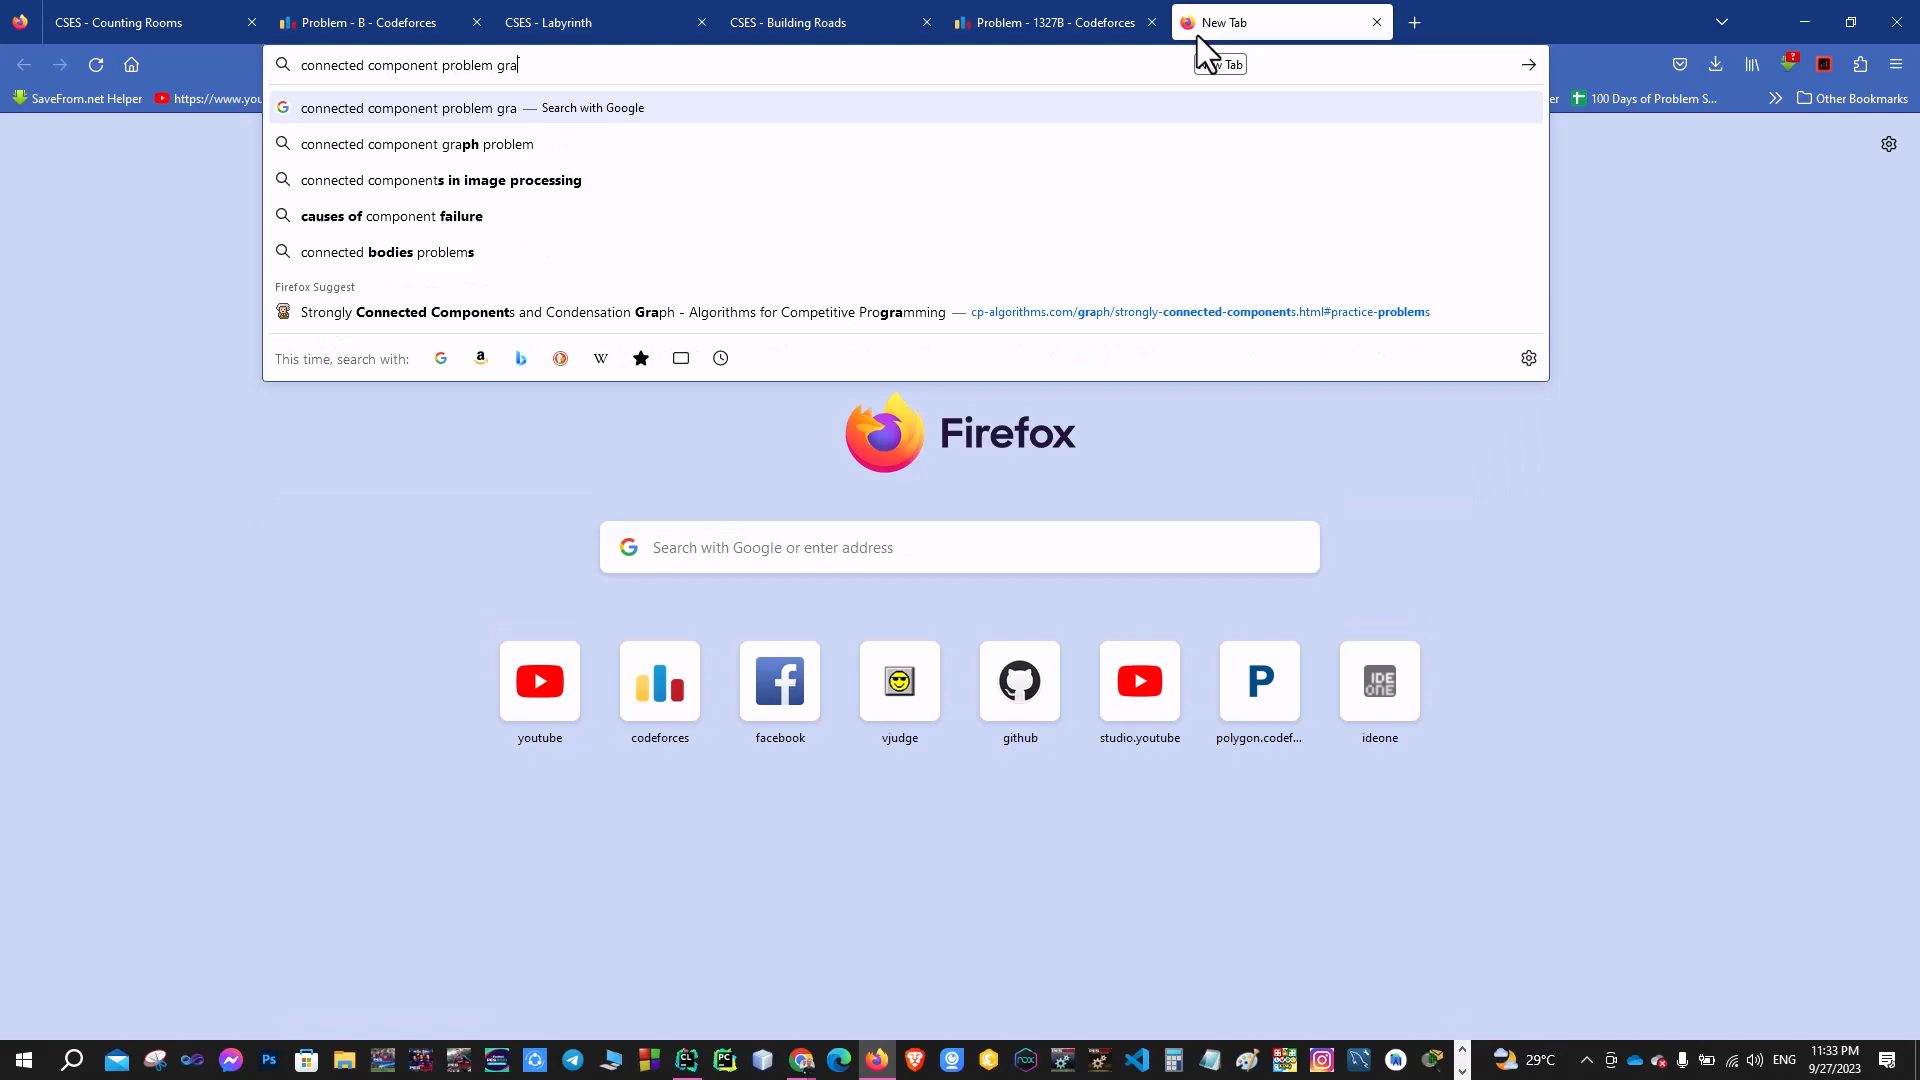 CSES - Counting Rooms
Problem - B - Codeforces
CSES - Labyrinth
CSES - Building Roads
Problem - 1327B - Codeforces
New Tab
connected component problem gra
Tab
SaveFrom.net Helper
https://www.you
100 Days of Problem S...
Other Bookmarks
connected component problem gra — Search with Google
connected component graph problem
connected components in image processing
causes of component failure
connected bodies problems
Firefox Suggest
Strongly Connected Components and Condensation Graph - Algorithms for Competitive Programming — cp-algorithms.com/graph/strongly-connected-components.html#practice-problems
This time, search with:
Firefox
Search with Google or enter address
youtube
codeforces
facebook
vjudge
github
studio.youtube
polygon.codef...
ideone
29°C
ENG
11:33 PM
9/27/2023